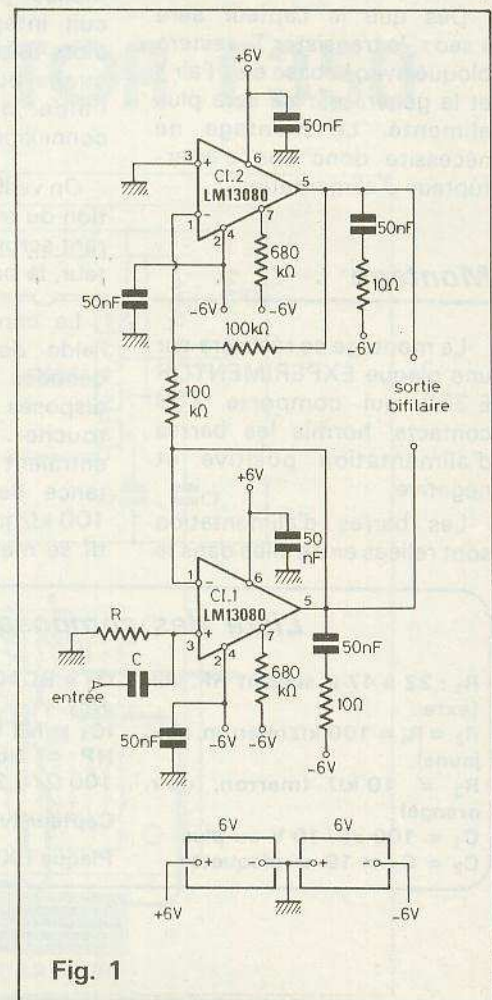 +6V
50nF
3
+
6
CI.2
LM13080
5
−
1
2
4
7
50nF
680
kΩ
50nF
10Ω
−6V
−6V
−6V
100kΩ
100
kΩ
sortie
bifilaire
+6V
50
nF
1
−
6
CI.1
LM13080
5
R
+
3
2
4
7
C
entrée
680
kΩ
50nF
50nF
10Ω
−6V
−6V
−6V
6V
6V
+
−
+
−
+6V
−6V
Fig. 1